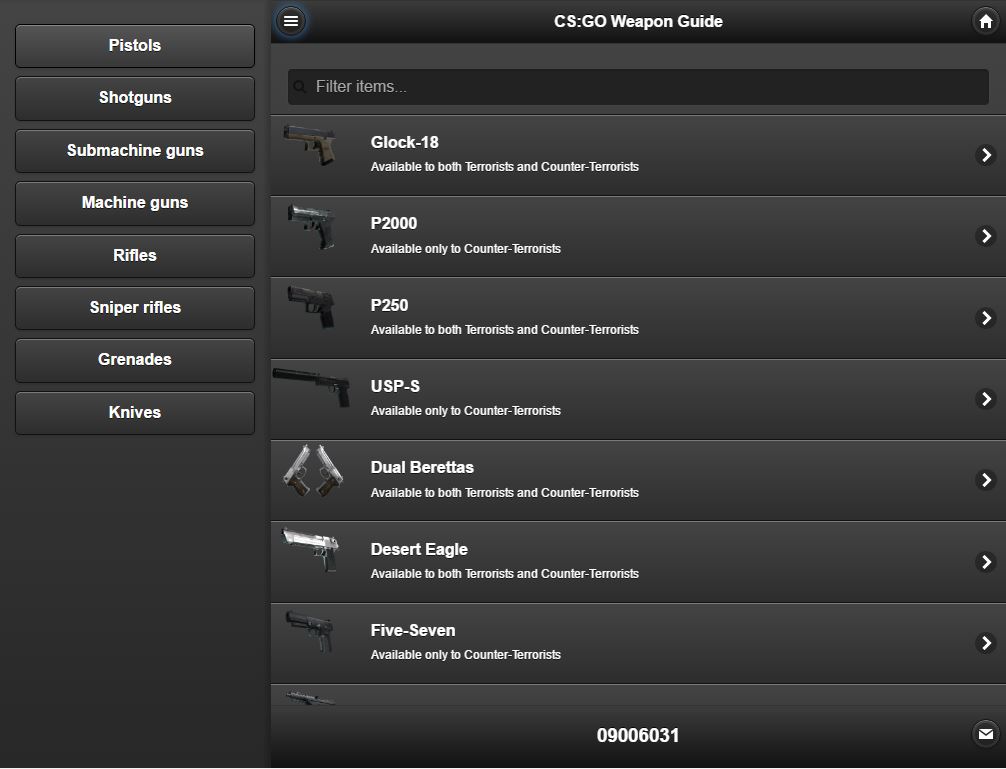 Pistols
Shotguns
Submachine guns
Machine guns
Rifles
Sniper rifles
Grenades
Knives
CS:GO Weapon Guide
Filter items...
Glock-18
Available to both Terrorists and Counter-Terrorists
P2000
Available only to Counter-Terrorists
P250
Available to both Terrorists and Counter-Terrorists
USP-S
Available only to Counter-Terrorists
Dual Berettas
Available to both Terrorists and Counter-Terrorists
Desert Eagle
Available to both Terrorists and Counter-Terrorists
Five-Seven
Available only to Counter-Terrorists
09006031